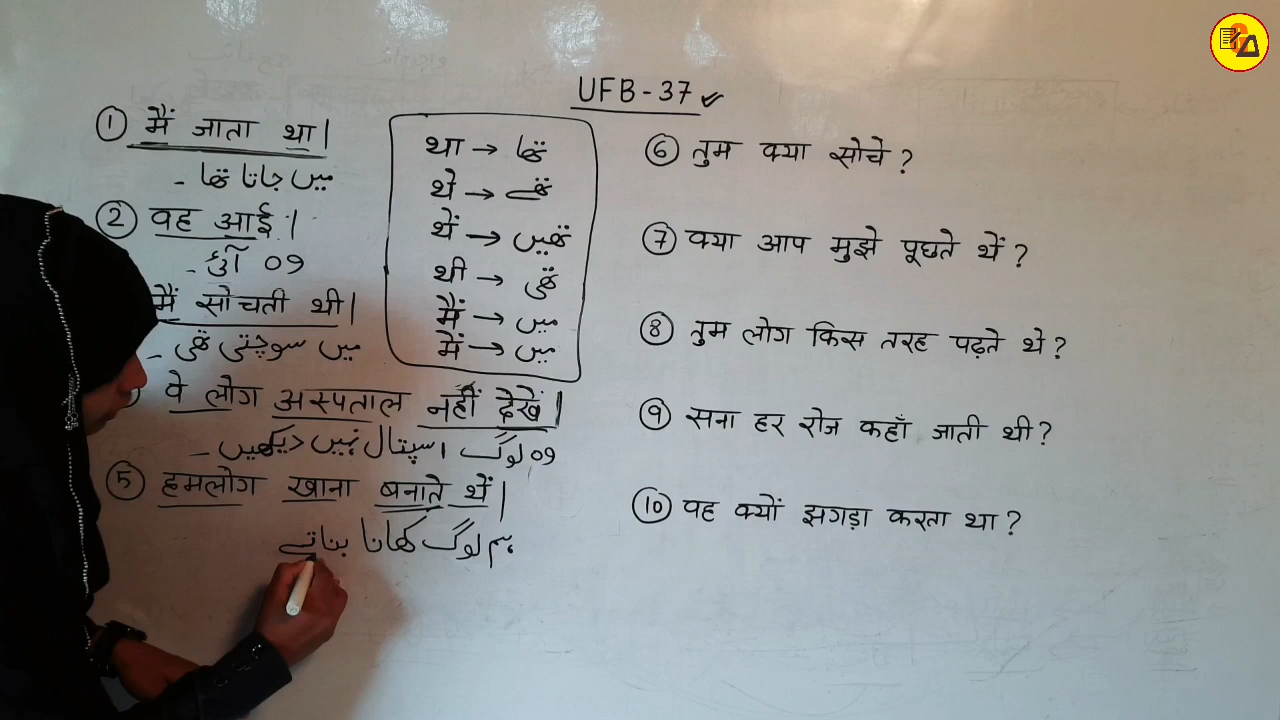 UFB-37
① मैं जाता था|
میں جاتا تھا -
② वह आई |
وہ آئی -
मैं सोचती थी|
میں سوچتی تھی -
वे लोग अस्पताल नहीं देखें|
وہ لوگ اسپتال نہیں دیکھیں -
⑤ हमलोग खाना बनाते थें|
ہم لوگ کھانا بناتے
था → تھا
थे → تھے
थें → تھیں
थी → تھی
मैं → میں
में → میں
⑥ तुम क्या सोचे ?
⑦ क्या आप मुझे पूछते थें ?
⑧ तुम लोग किस तरह पढ़ते थे ?
⑨ सना हर रोज कहाँ जाती थी ?
⑩ वह क्यों झगड़ा करता था ?